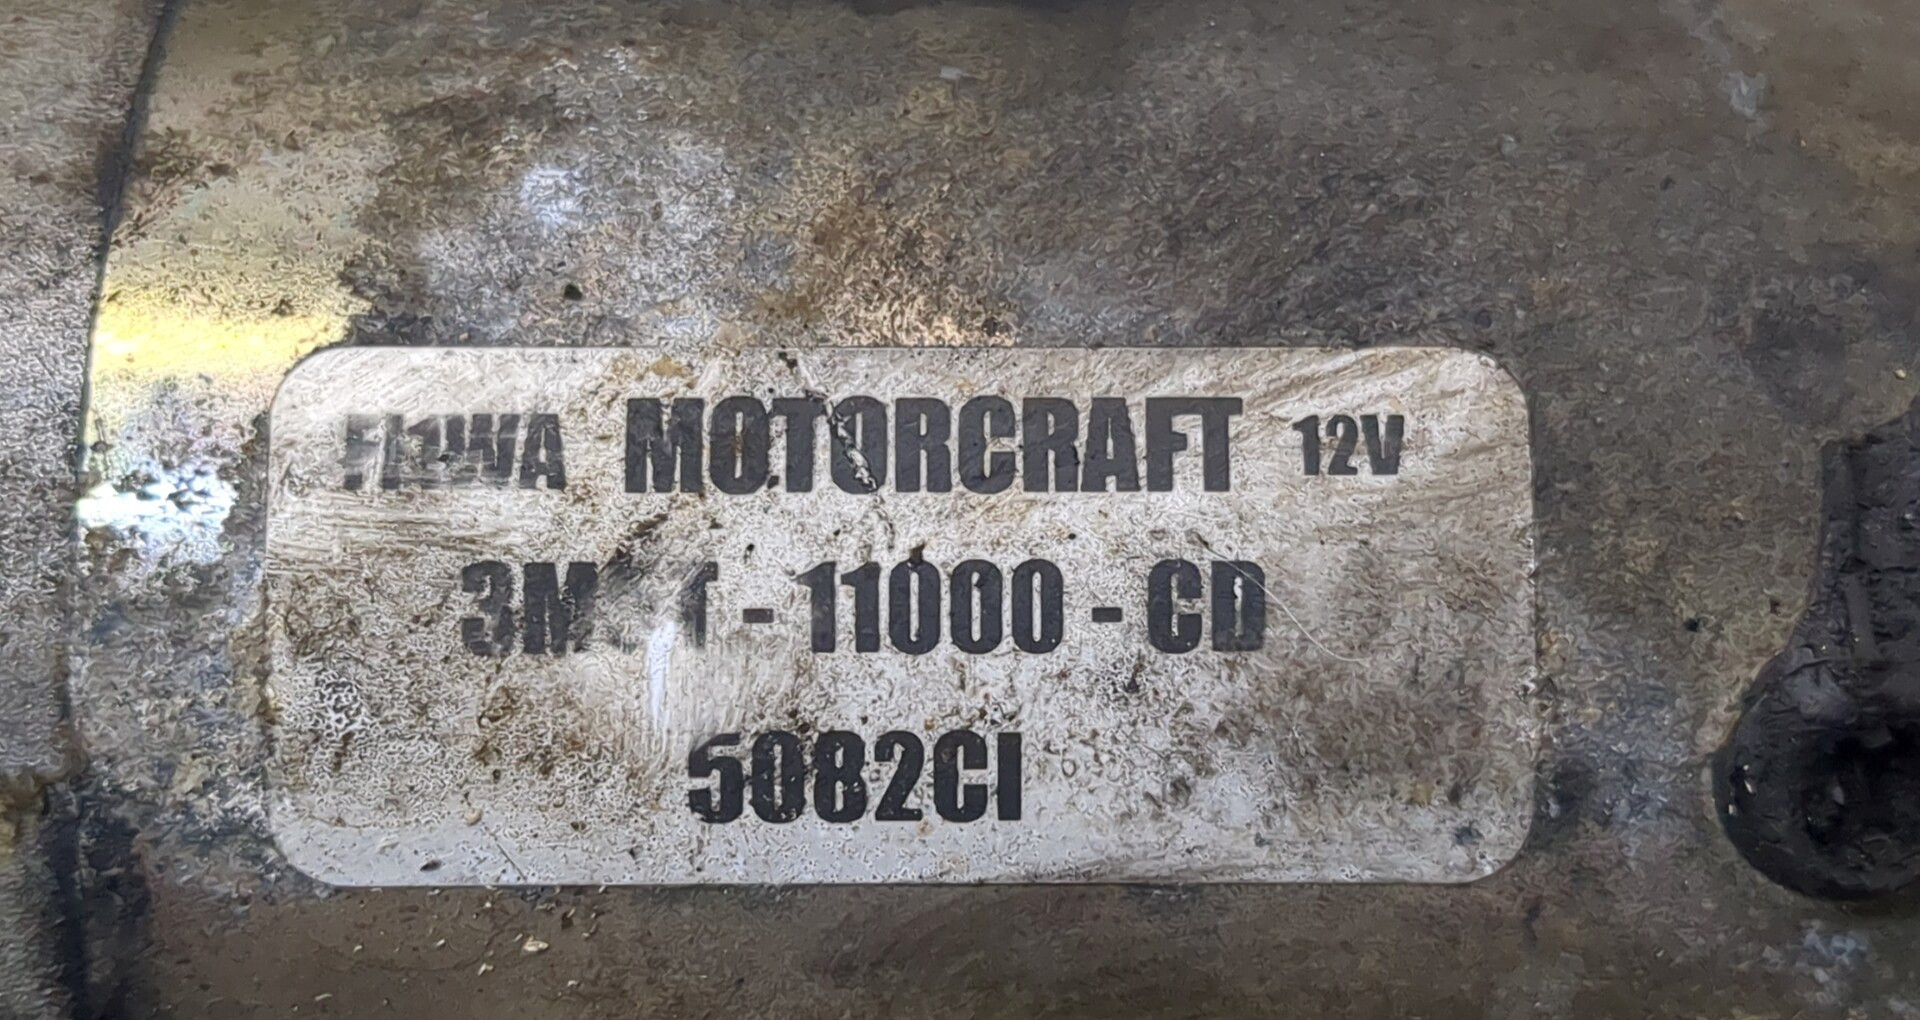 MOTORCRAFT 12V
- 11000 - CD
5082CI